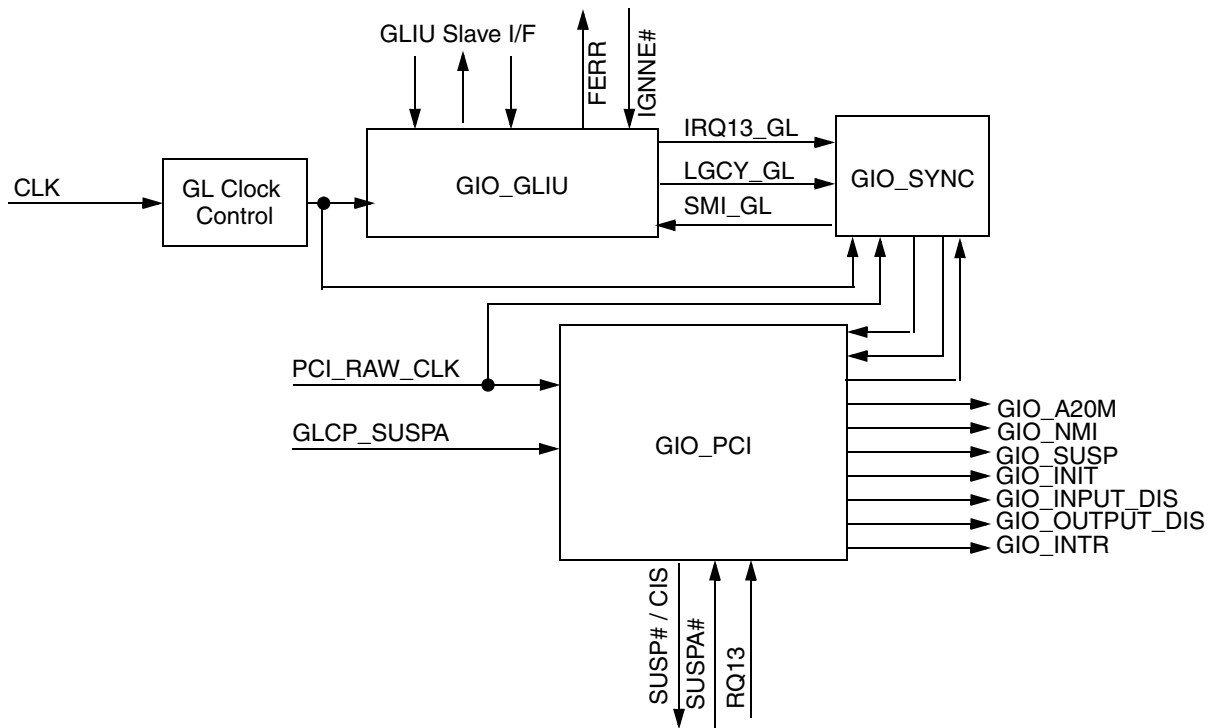 GLIU Slave I/F
FERR
IGNNE#
CLK
GL Clock
Control
GIO_GLIU
IRQ13_GL
LGCY_GL
SMI_GL
GIO_SYNC
PCI_RAW_CLK
GLCP_SUSPA
GIO_PCI
GIO_A20M
GIO_NMI
GIO_SUSP
GIO_INIT
GIO_INPUT_DIS
GIO_OUTPUT_DIS
GIO_INTR
SUSP# / CIS
SUSPA#
RQ13